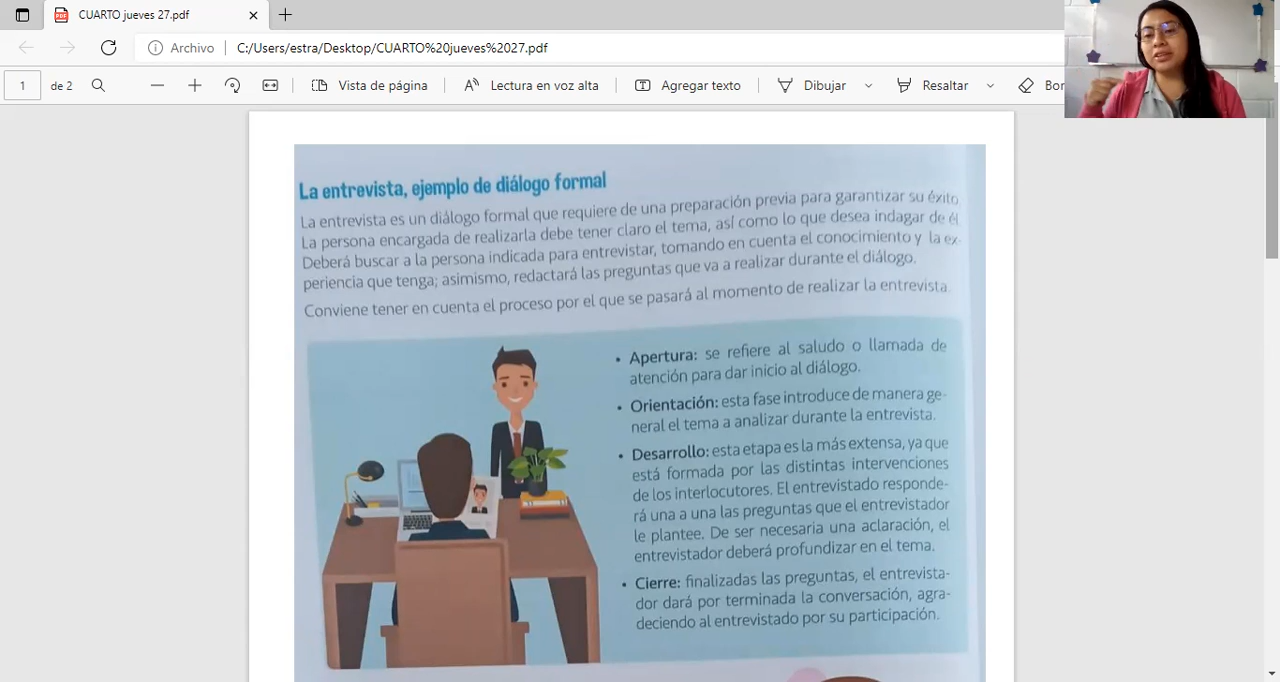 CUARTO jueves 27.pdf
Archivo
C:/Users/estra/Desktop/CUARTO%20jueves%2027.pdf
1
de 2
Vista de página
Lectura en voz alta
Agregar texto
Dibujar
Resaltar
Bor
La entrevista, ejemplo de diálogo formal
La entrevista es un diálogo formal que requiere de una preparación previa para garantizar su éxito
La persona encargada de realizarla debe tener claro el tema, así como lo que desea indagar de él
Deberá buscar a la persona indicada para entrevistar, tomando en cuenta el conocimiento y la ex-
periencia que tenga; asimismo, redactará las preguntas que va a realizar durante el diálogo.
Conviene tener en cuenta el proceso por el que se pasará al momento de realizar la entrevista.
• Apertura: se refiere al saludo o llamada de
atención para dar inicio al diálogo.
• Orientación: esta fase introduce de manera ge-
neral el tema a analizar durante la entrevista.
• Desarrollo: esta etapa es la más extensa, ya que
está formada por las distintas intervenciones
de los interlocutores. El entrevistado responde-
rá una a una las preguntas que el entrevistador
le plantee. De ser necesaria una aclaración, el
entrevistador deberá profundizar en el tema.
• Cierre: finalizadas las preguntas, el entrevista-
dor dará por terminada la conversación, agra-
deciendo al entrevistado por su participación.